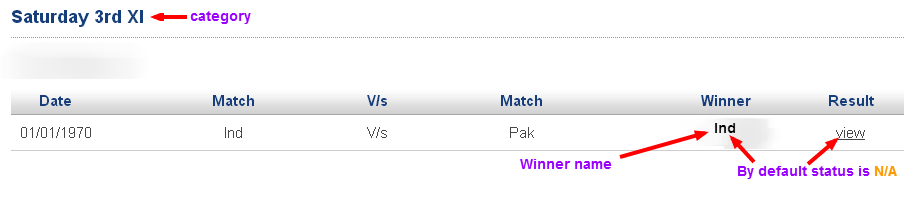 Saturday 3rd XI category
Date Match V/s Match Winner Result
01/01/1970 Ind V/s Pak Ind view
Winner name
By default status is N/A